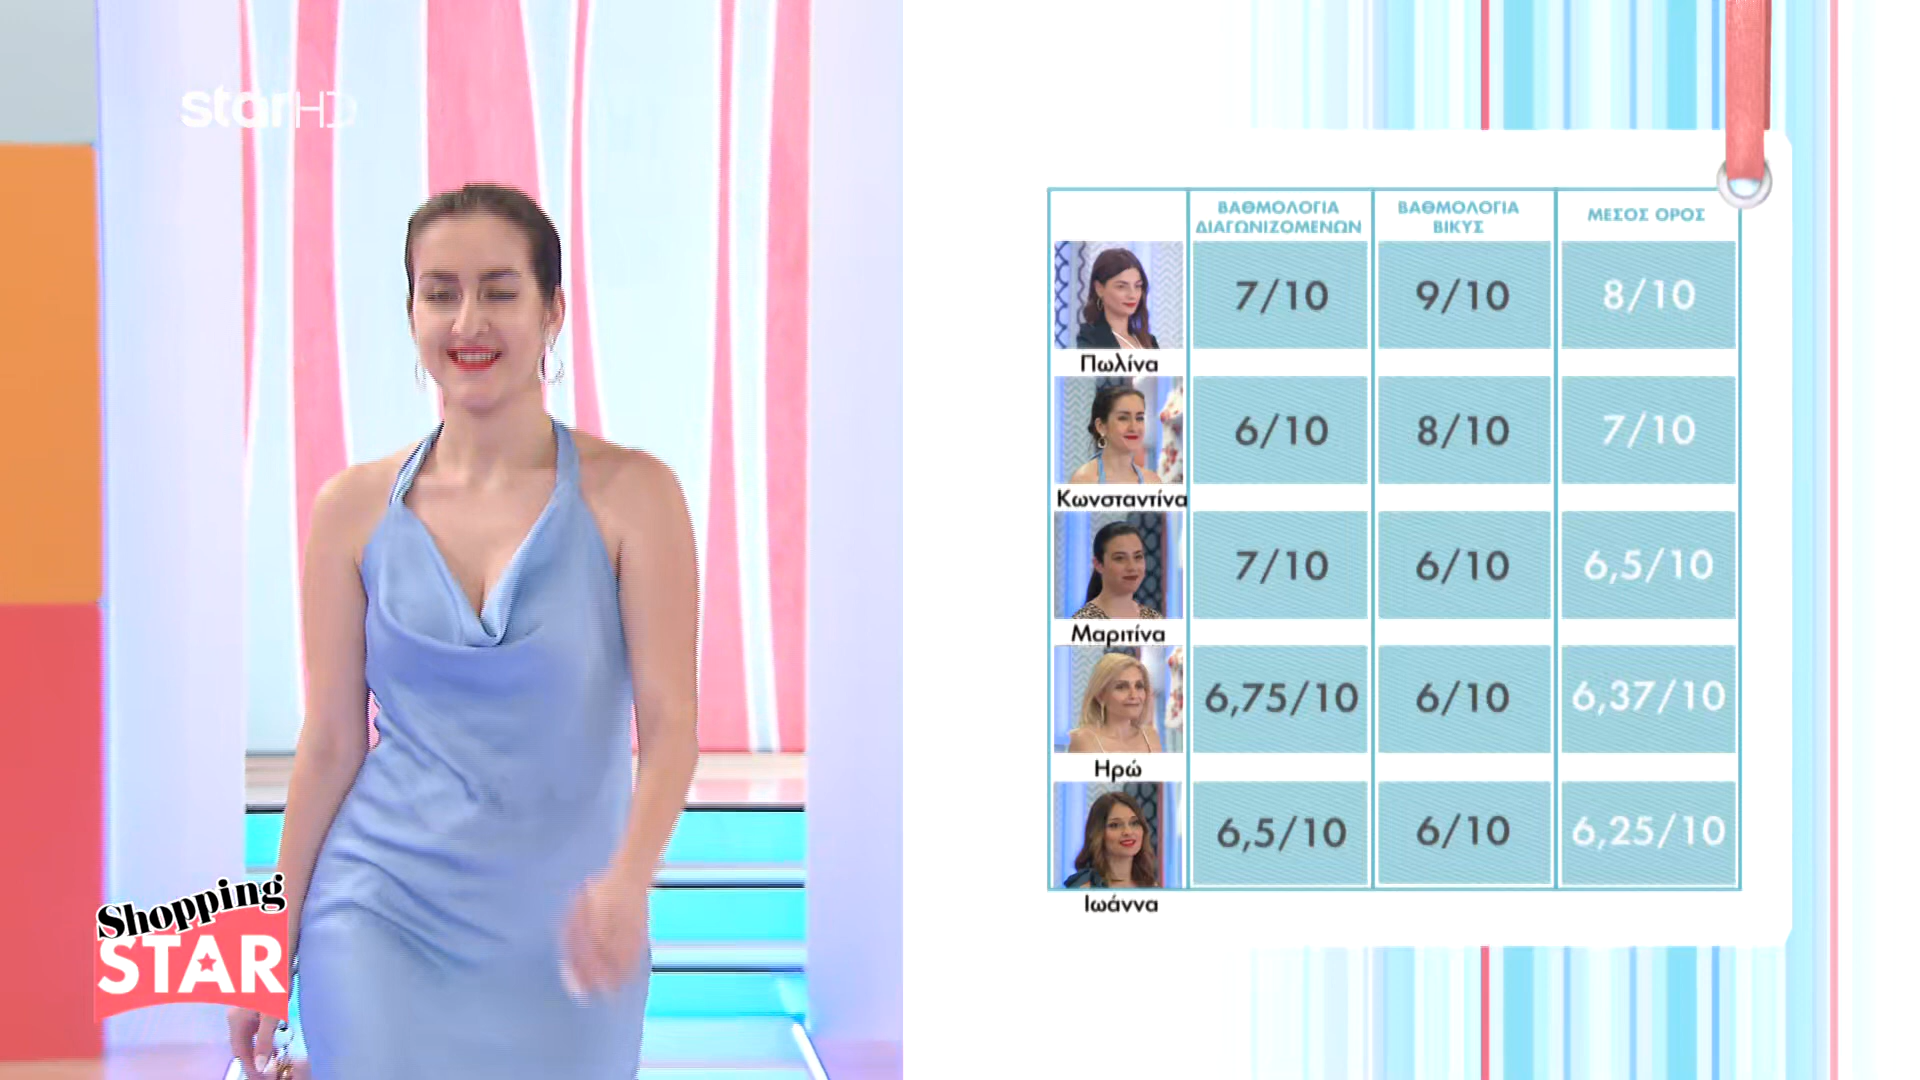 star HD
Shopping
STAR
ΒΑΘΜΟΛΟΓΙΑ
ΔΙΑΓΩΝΙΖΟΜΕΝΩΝ
ΒΑΘΜΟΛΟΓΙΑ
ΒΙΚΥΣ
ΜΕΣΟΣ ΟΡΟΣ
7/10 9/10 8/10
Πωλίνα
6/10 8/10 7/10
Κωνσταντίνα
7/10 6/10 6,5/10
Μαριτίνα
6,75/10 6/10 6,37/10
Ηρώ
6,5/10 6/10 6,25/10
Ιωάννα